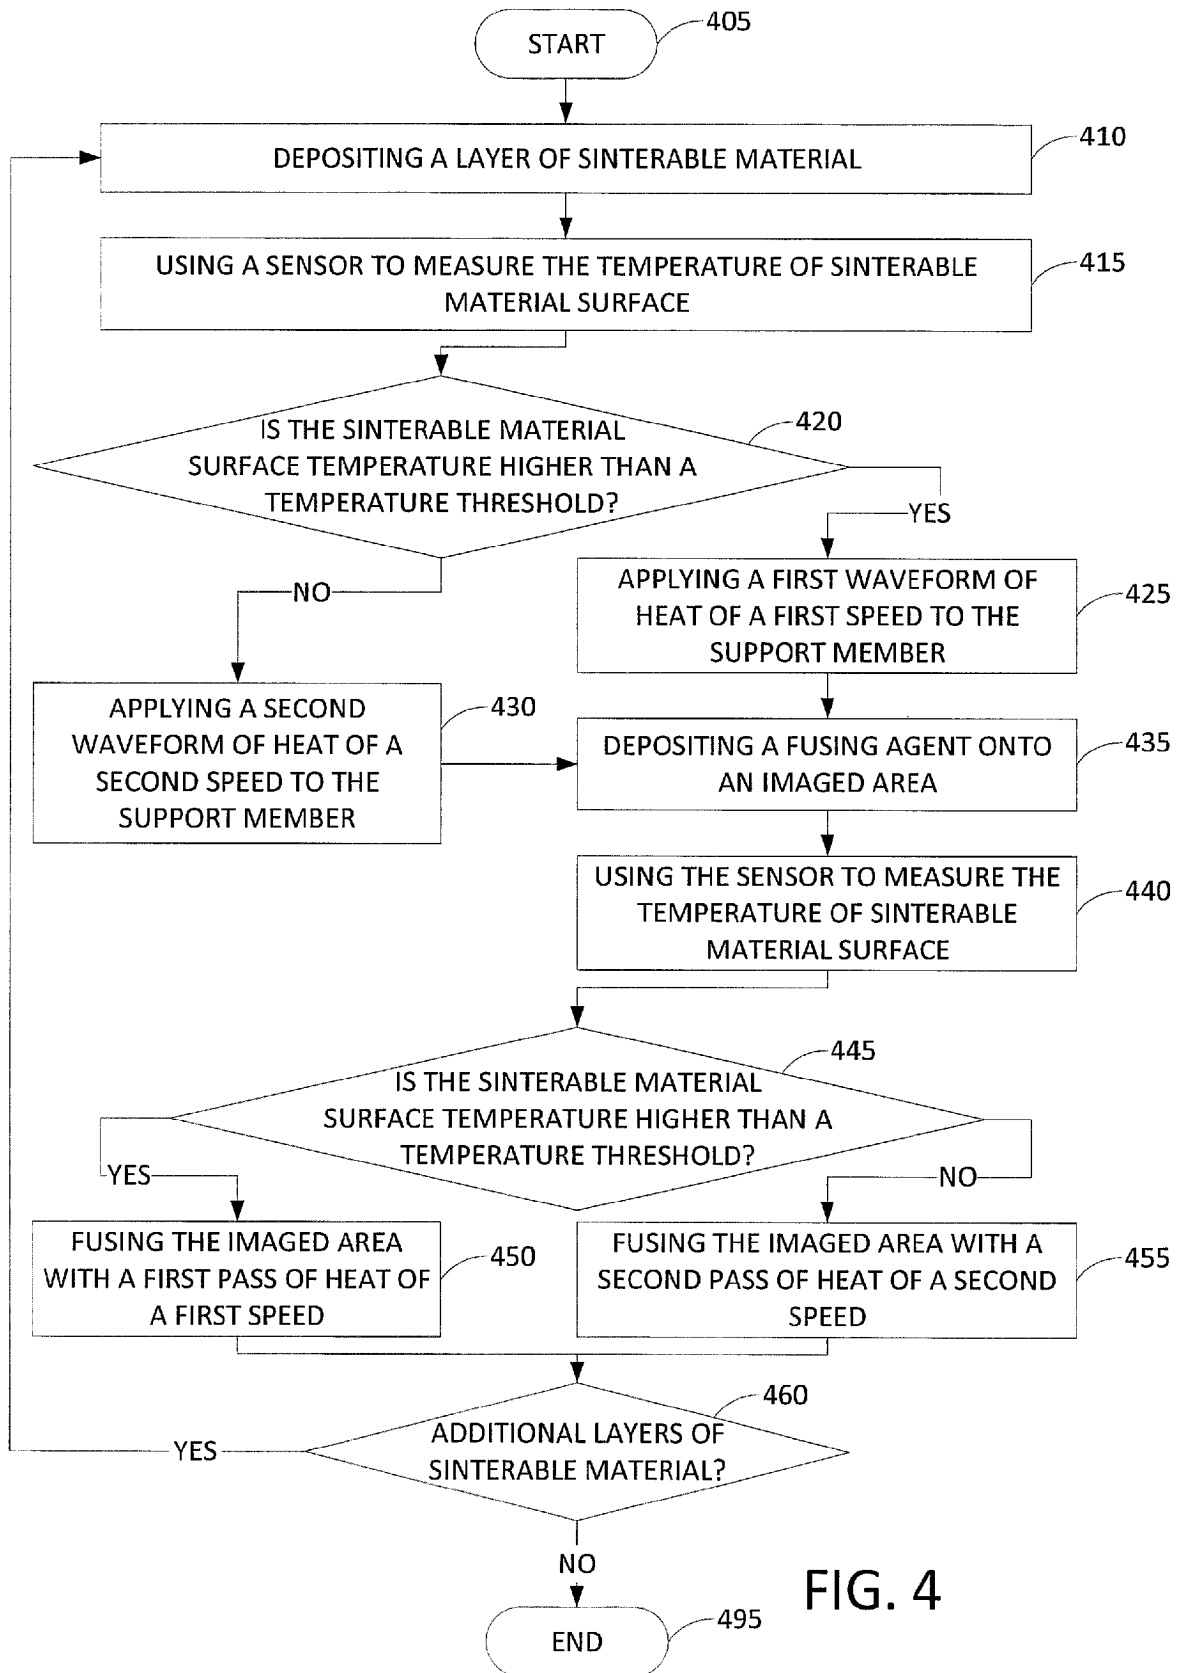 START
405
DEPOSITING A LAYER OF SINTERABLE MATERIAL
410
USING A SENSOR TO MEASURE THE TEMPERATURE OF SINTERABLE
MATERIAL SURFACE
415
IS THE SINTERABLE MATERIAL
SURFACE TEMPERATURE HIGHER THAN A
TEMPERATURE THRESHOLD?
420
YES
NO
APPLYING A FIRST WAVEFORM OF
HEAT OF A FIRST SPEED TO THE
SUPPORT MEMBER
425
APPLYING A SECOND
WAVEFORM OF HEAT OF A
SECOND SPEED TO THE
SUPPORT MEMBER
430
DEPOSITING A FUSING AGENT ONTO
AN IMAGED AREA
435
USING THE SENSOR TO MEASURE THE
TEMPERATURE OF SINTERABLE
MATERIAL SURFACE
440
IS THE SINTERABLE MATERIAL
SURFACE TEMPERATURE HIGHER THAN A
TEMPERATURE THRESHOLD?
445
YES
NO
FUSING THE IMAGED AREA
WITH A FIRST PASS OF HEAT OF
A FIRST SPEED
450
FUSING THE IMAGED AREA WITH A
SECOND PASS OF HEAT OF A SECOND
SPEED
455
ADDITIONAL LAYERS OF
SINTERABLE MATERIAL?
460
YES
NO
END
495
FIG. 4